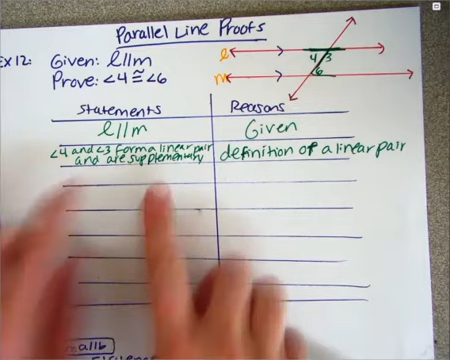 Parallel Line Proofs
EX 12: Given: l||m
Prove: ∠4 ≅ ∠6
l
m
4 3
6
Statements Reasons
l||m Given
∠4 and ∠3 form a linear pair and are supplementary definition of a linear pair